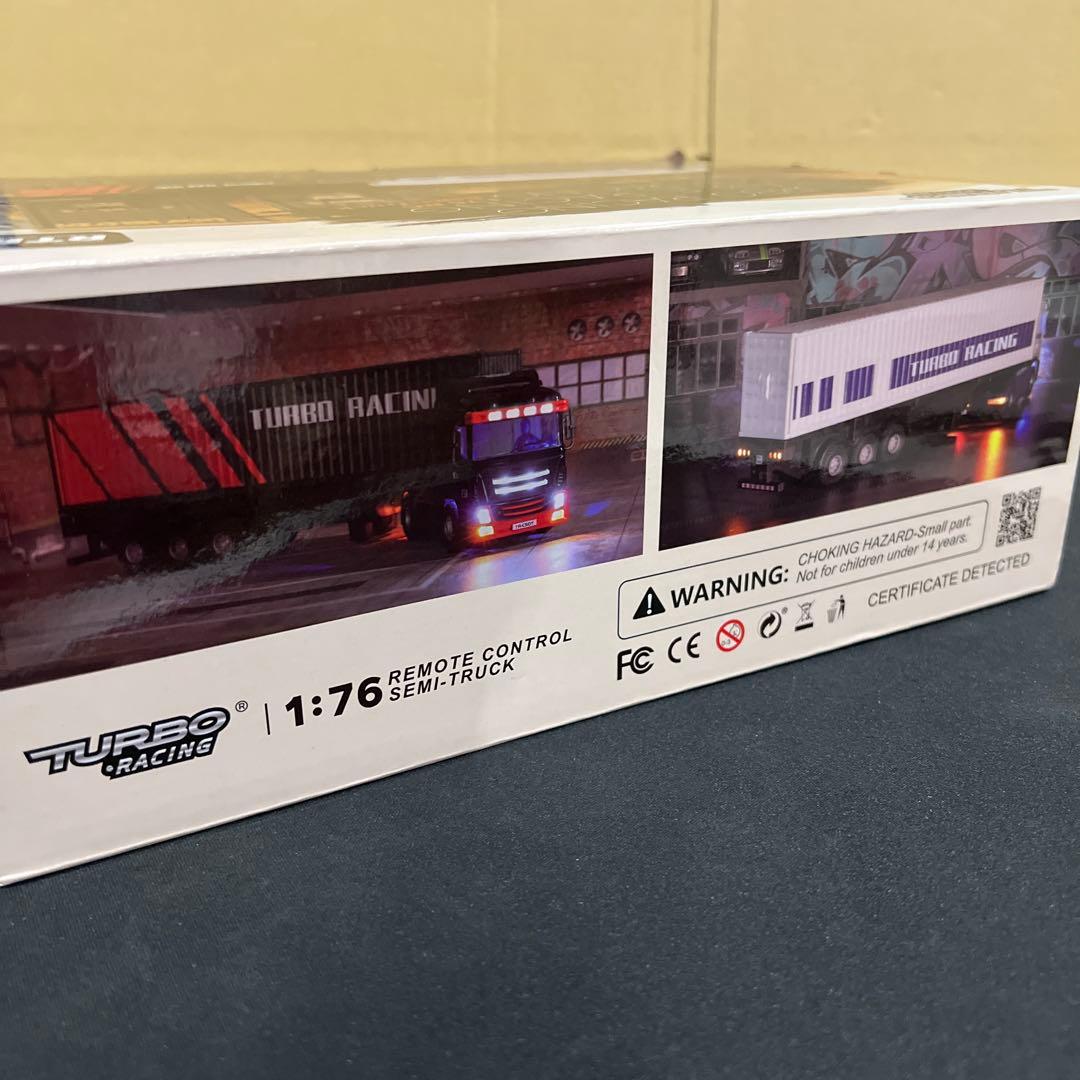 TURBO RACIN
TURBO RACING
WARNING:
CHOKING HAZARD-Small part.
Not for children under 14 years.
FC CE
CERTIFICATE DETECTED
TURBO
RACING ®
1:76
REMOTE CONTROL
SEMI-TRUCK